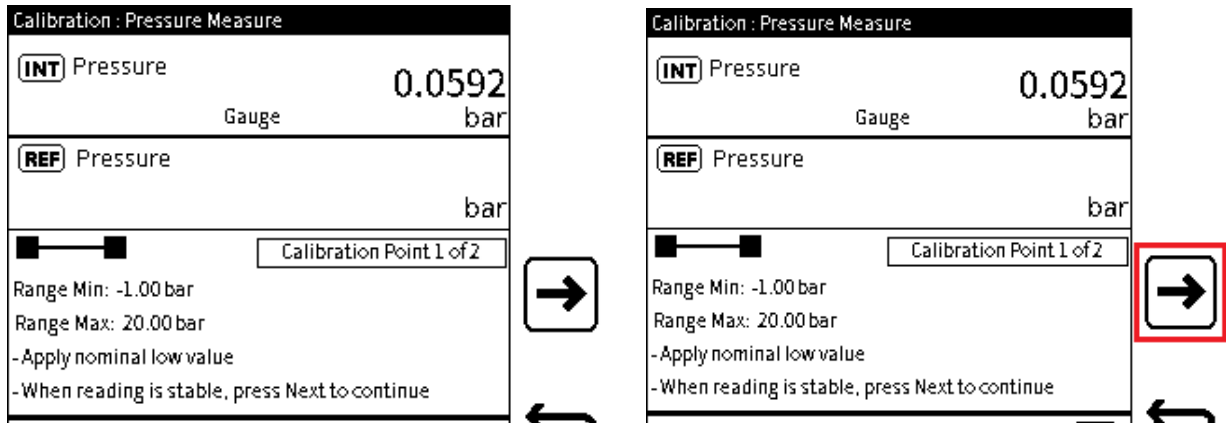 Calibration : Pressure Measure
INT Pressure
0.0592
Gauge bar
REF Pressure
bar
Calibration Point 1 of 2
Range Min: -1.00 bar
Range Max: 20.00 bar
- Apply nominal low value
- When reading is stable, press Next to continue
Calibration : Pressure Measure
INT Pressure
0.0592
Gauge bar
REF Pressure
bar
Calibration Point 1 of 2
Range Min: -1.00 bar
Range Max: 20.00 bar
- Apply nominal low value
- When reading is stable, press Next to continue